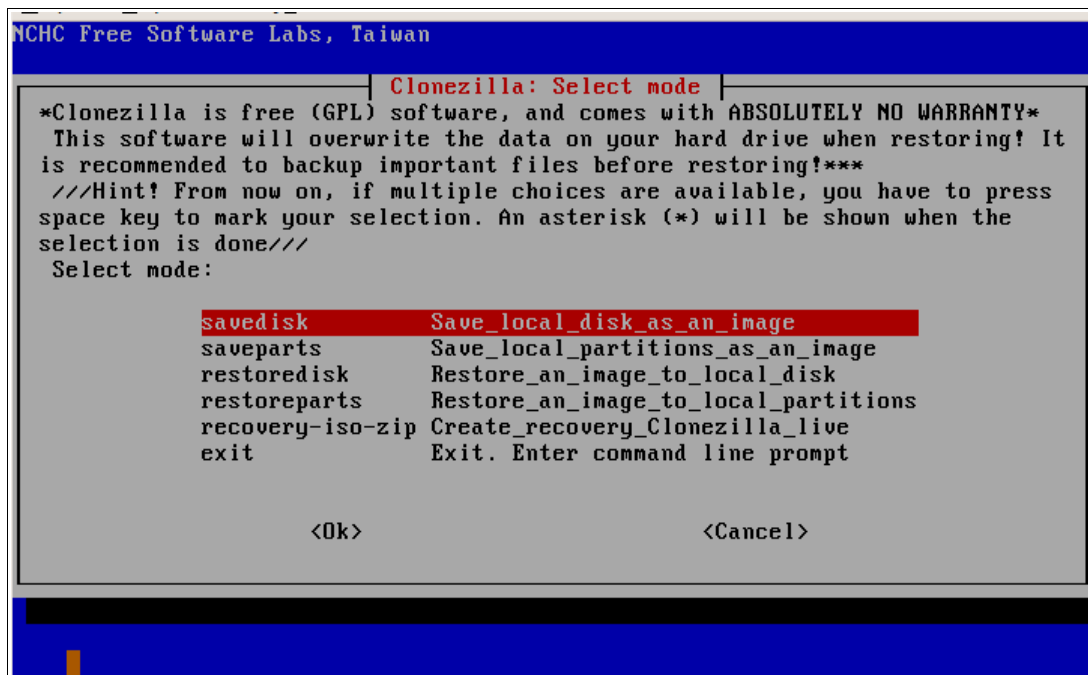 NCHC Free Software Labs, Taiwan
Clonezilla: Select mode
*Clonezilla is free (GPL) software, and comes with ABSOLUTELY NO WARRANTY*
This software will overwrite the data on your hard drive when restoring! It
is recommended to backup important files before restoring!***
///Hint! From now on, if multiple choices are available, you have to press
space key to mark your selection. An asterisk (*) will be shown when the
selection is done///
Select mode:
savedisk Save_local_disk_as_an_image
saveparts Save_local_partitions_as_an_image
restoredisk Restore_an_image_to_local_disk
restoreparts Restore_an_image_to_local_partitions
recovery-iso-zip Create_recovery_Clonezilla_live
exit Exit. Enter command line prompt
<Ok> <Cancel>